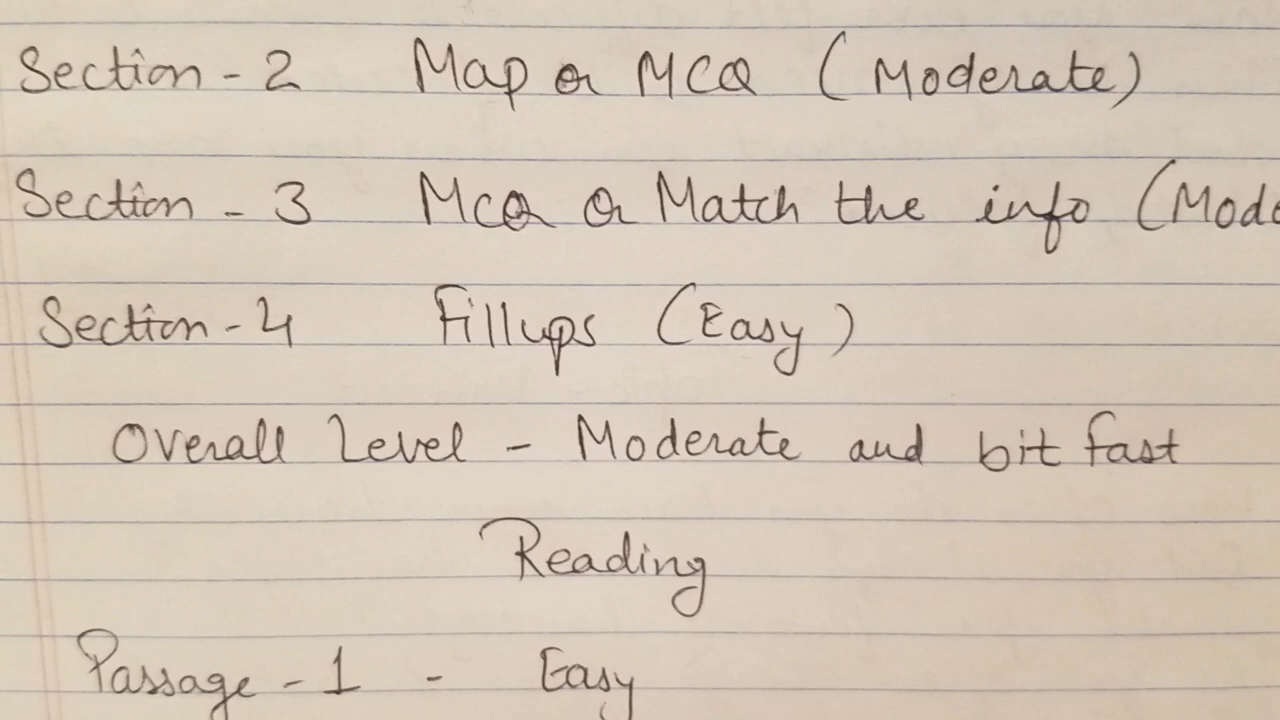 Section - 2 Map or MCQ (Moderate)
Section - 3 McQ or Match the info (Mode
Section - 4 Fillups (Easy)
Overall Level - Moderate and bit fast
Reading
Passage - 1 - Easy